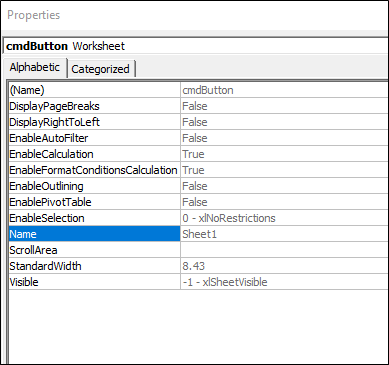 Properties
cmdButton Worksheet
Alphabetic Categorized
(Name) cmdButton
DisplayPageBreaks False
DisplayRightToLeft False
EnableAutoFilter False
EnableCalculation True
EnableFormatConditionsCalculation True
EnableOutlining False
EnablePivotTable False
EnableSelection 0 - xlNoRestrictions
Name Sheet1
ScrollArea
StandardWidth 8.43
Visible -1 - xlSheetVisible